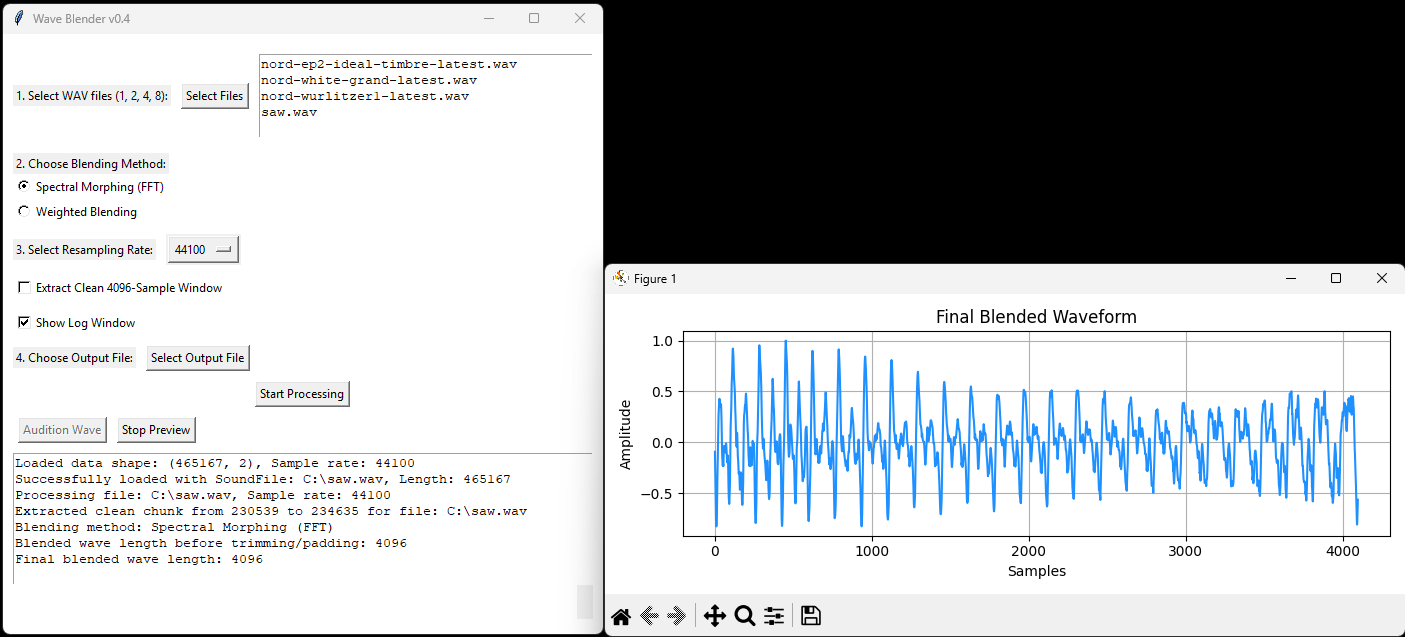 Wave Blender v0.4
1. Select WAV files (1, 2, 4, 8):
Select Files
nord-ep2-ideal-timbre-latest.wav
nord-white-grand-latest.wav
nord-wurlitzer1-latest.wav
saw.wav
2. Choose Blending Method:
Spectral Morphing (FFT)
Weighted Blending
3. Select Resampling Rate:
44100
Extract Clean 4096-Sample Window
Show Log Window
4. Choose Output File:
Select Output File
Start Processing
Audition Wave
Stop Preview
Loaded data shape: (465167, 2), Sample rate: 44100
Successfully loaded with SoundFile: C:\saw.wav, Length: 465167
Processing file: C:\saw.wav, Sample rate: 44100
Extracted clean chunk from 230539 to 234635 for file: C:\saw.wav
Blending method: Spectral Morphing (FFT)
Blended wave length before trimming/padding: 4096
Final blended wave length: 4096
Figure 1
Final Blended Waveform
1.0
0.5
0.0
−0.5
Amplitude
0
1000
2000
3000
4000
Samples